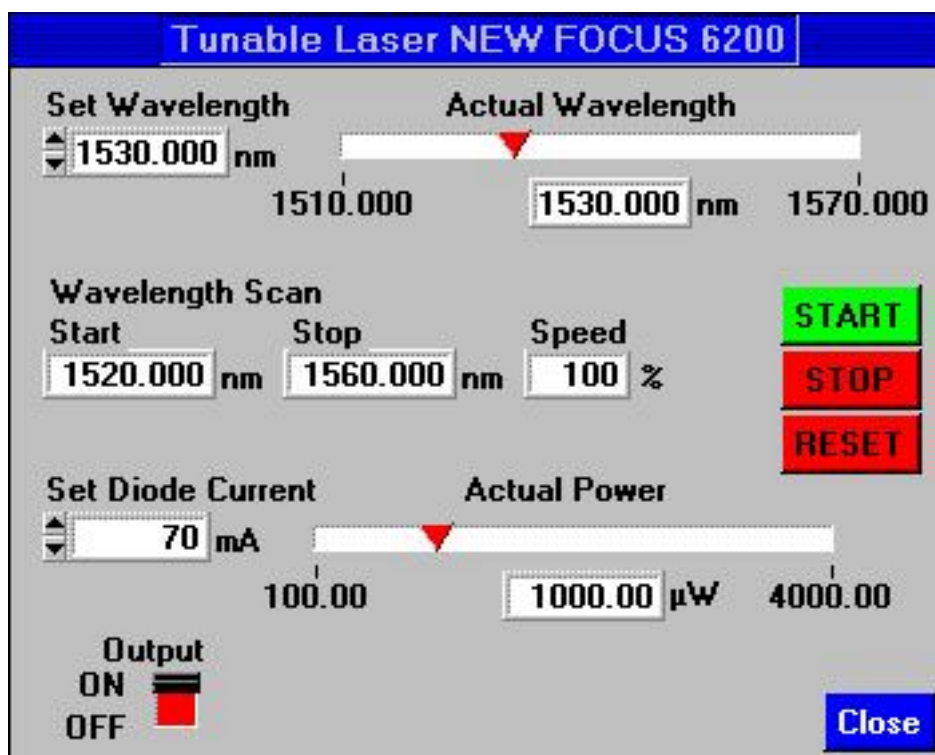 Tunable Laser NEW FOCUS 6200
Set Wavelength Actual Wavelength
1530.000 nm
1510.000 1530.000 nm 1570.000
Wavelength Scan
Start Stop Speed START
1520.000 nm 1560.000 nm 100 % STOP
RESET
Set Diode Current Actual Power
70 mA
100.00 1000.00 µW 4000.00
Output
ON
OFF Close